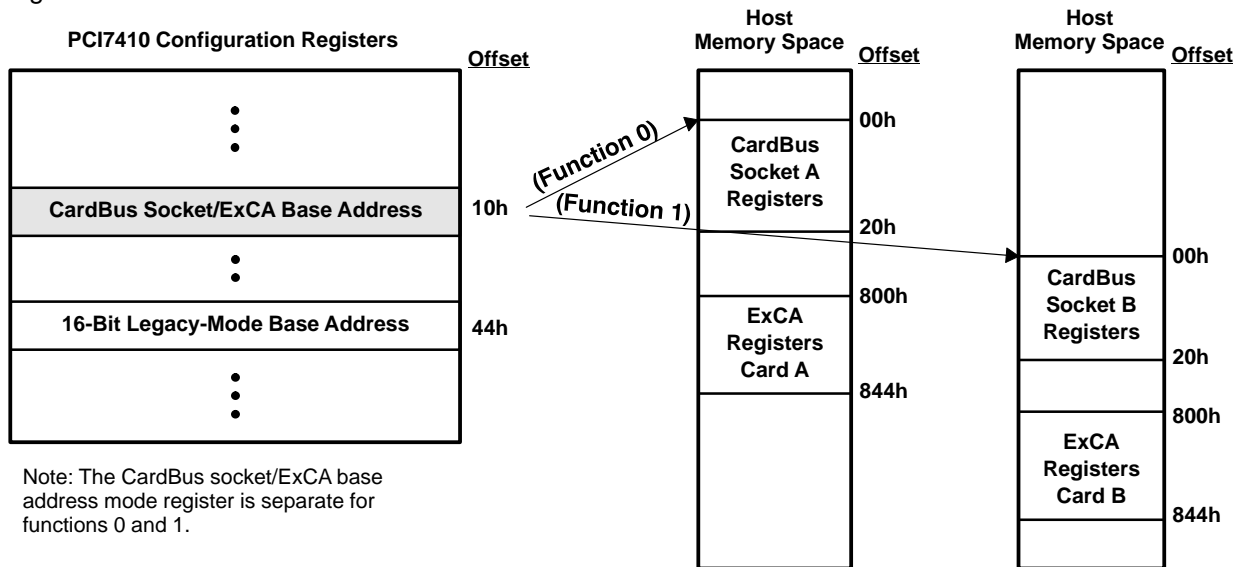 PCI7410 Configuration Registers
Offset
CardBus Socket/ExCA Base Address
10h
16-Bit Legacy-Mode Base Address
44h
Note: The CardBus socket/ExCA base
address mode register is separate for
functions 0 and 1.
(Function 0)
(Function 1)
Host
Memory Space
Offset
00h
CardBus
Socket A
Registers
20h
800h
ExCA
Registers
Card A
844h
Host
Memory Space
Offset
00h
CardBus
Socket B
Registers
20h
800h
ExCA
Registers
Card B
844h